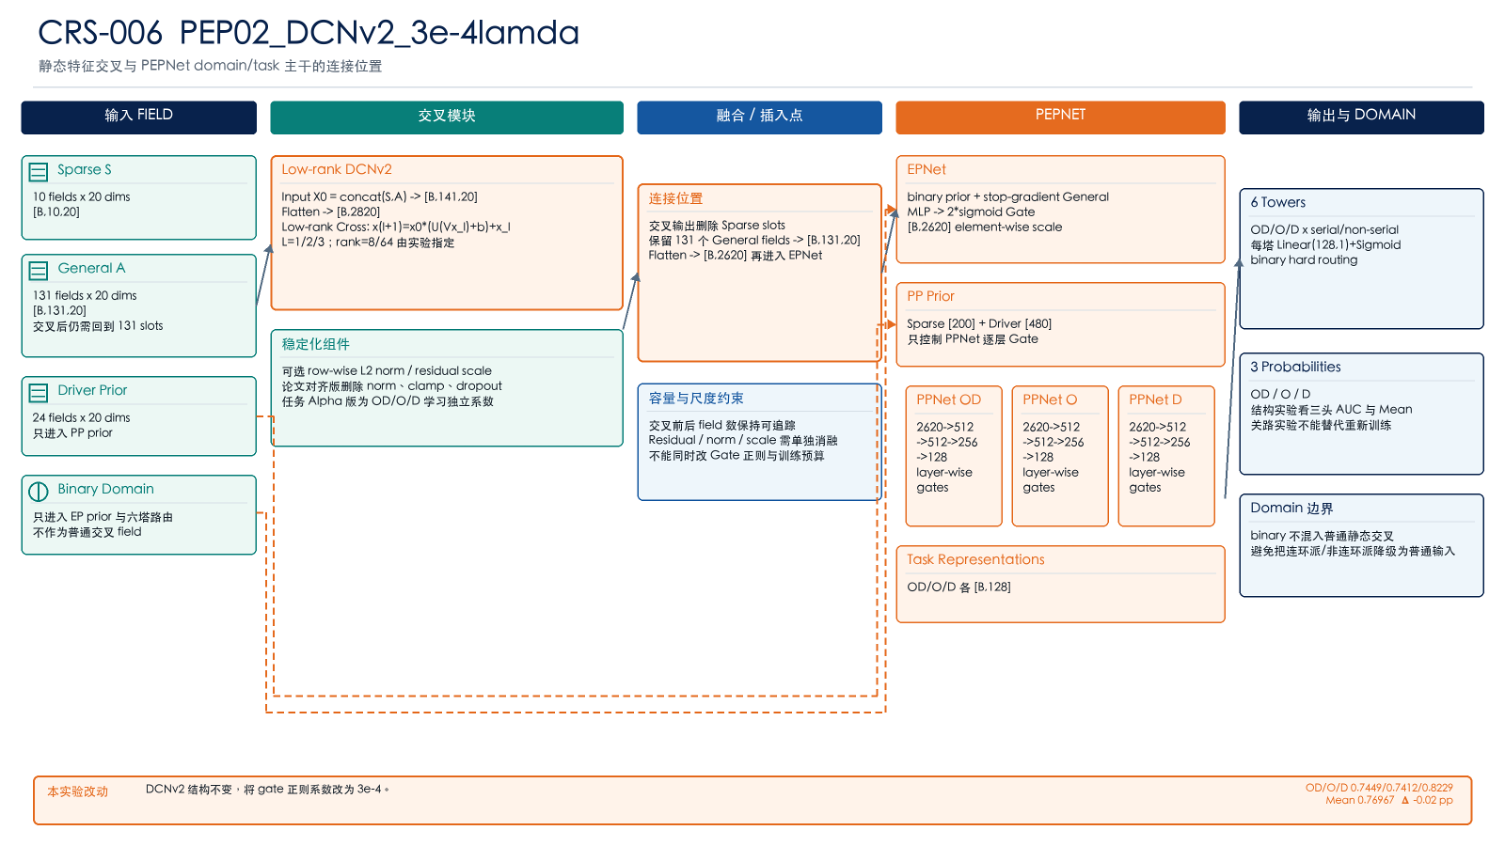 CRS-006 PEP02_DCNv2_3e-4lamda
静态特征交叉与 PEPNet domain/task 主干的连接位置
输入 FIELD
交叉模块
融合 / 插入点
PEPNET
输出与 DOMAIN
Sparse S
10 fields x 20 dims
[B,10,20]
General A
131 fields x 20 dims
[B,131,20]
交叉后仍需回到 131 slots
Driver Prior
24 fields x 20 dims
只进入 PP prior
Binary Domain
只进入 EP prior 与六塔路由
不作为普通交叉 field
Low-rank DCNv2
Input X0 = concat(S,A) -> [B,141,20]
Flatten -> [B,2820]
Low-rank Cross: x(l+1)=x0*(U(Vx_l)+b)+x_l
L=1/2/3；rank=8/64 由实验指定
稳定化组件
可选 row-wise L2 norm / residual scale
论文对齐版删除 norm、clamp、dropout
任务 Alpha 版为 OD/O/D 学习独立系数
连接位置
交叉输出删除 Sparse slots
保留 131 个 General fields -> [B,131,20]
Flatten -> [B,2620] 再进入 EPNet
容量与尺度约束
交叉前后 field 数保持可追踪
Residual / norm / scale 需单独消融
不能同时改 Gate 正则与训练预算
EPNet
binary prior + stop-gradient General
MLP -> 2*sigmoid Gate
[B,2620] element-wise scale
PP Prior
Sparse [200] + Driver [480]
只控制 PPNet 逐层 Gate
PPNet OD
2620->512
->512->256
->128
layer-wise
gates
PPNet O
2620->512
->512->256
->128
layer-wise
gates
PPNet D
2620->512
->512->256
->128
layer-wise
gates
Task Representations
OD/O/D 各 [B,128]
6 Towers
OD/O/D x serial/non-serial
每塔 Linear(128,1)+Sigmoid
binary hard routing
3 Probabilities
OD / O / D
结构实验看三头 AUC 与 Mean
关路实验不能替代重新训练
Domain 边界
binary 不混入普通静态交叉
避免把连环派/非连环派降级为普通输入
本实验改动
DCNv2 结构不变，将 gate 正则系数改为 3e-4。
OD/O/D 0.7449/0.7412/0.8229
Mean 0.76967 Δ -0.02 pp